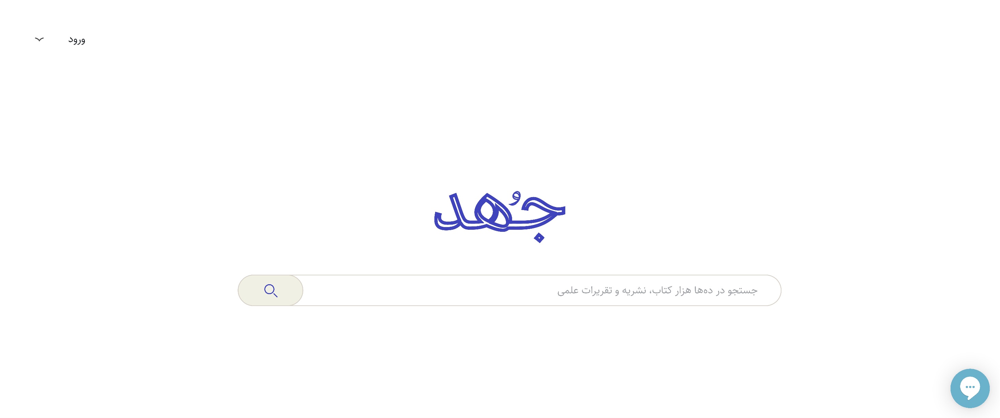 ورود
جُهد
جستجو در ده‌ها هزار کتاب، نشریه و تقریرات علمی